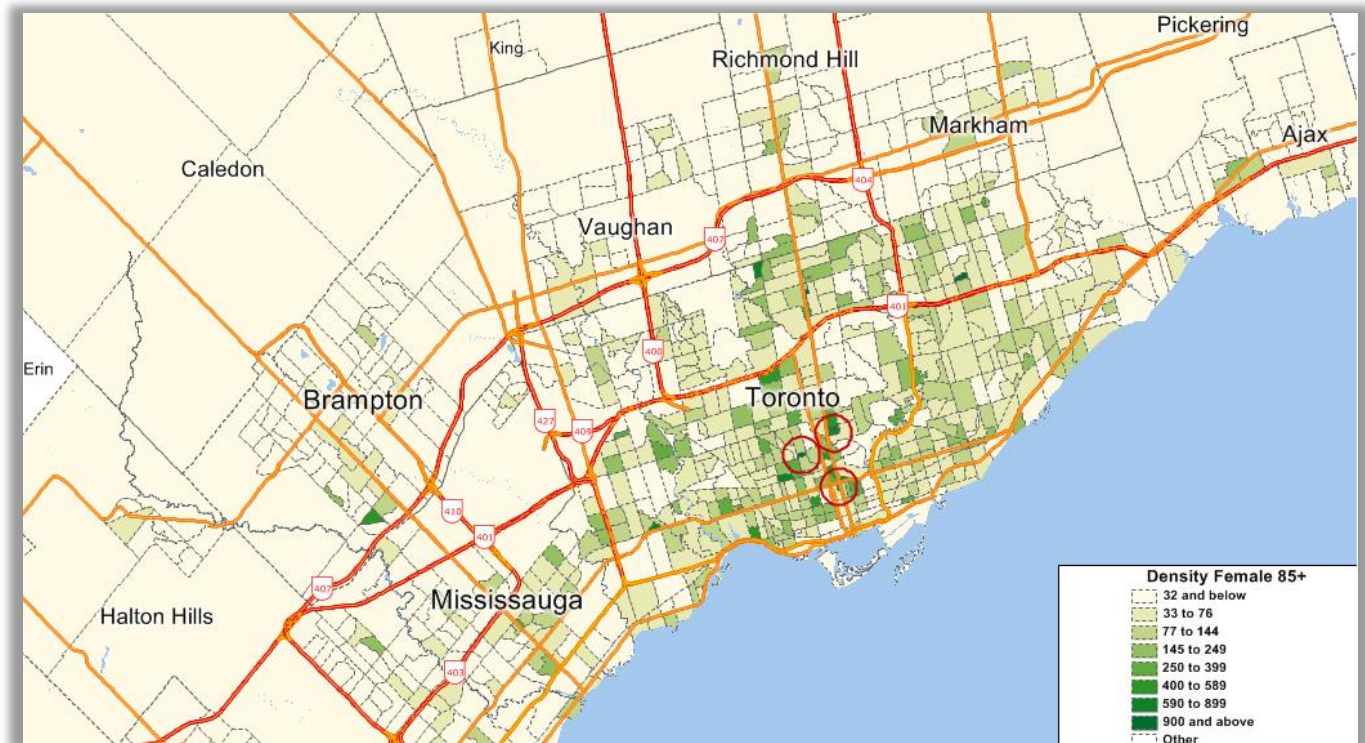 Pickering
King
Richmond Hill
Markham
Ajax
Caledon
404
Vaughan
407
401
400
Erin
Brampton
Toronto
427
409
410
401
407
Mississauga
Halton Hills
403
Density Female 85+
32 and below
33 to 76
77 to 144
145 to 249
250 to 399
400 to 589
590 to 899
900 and above
Other